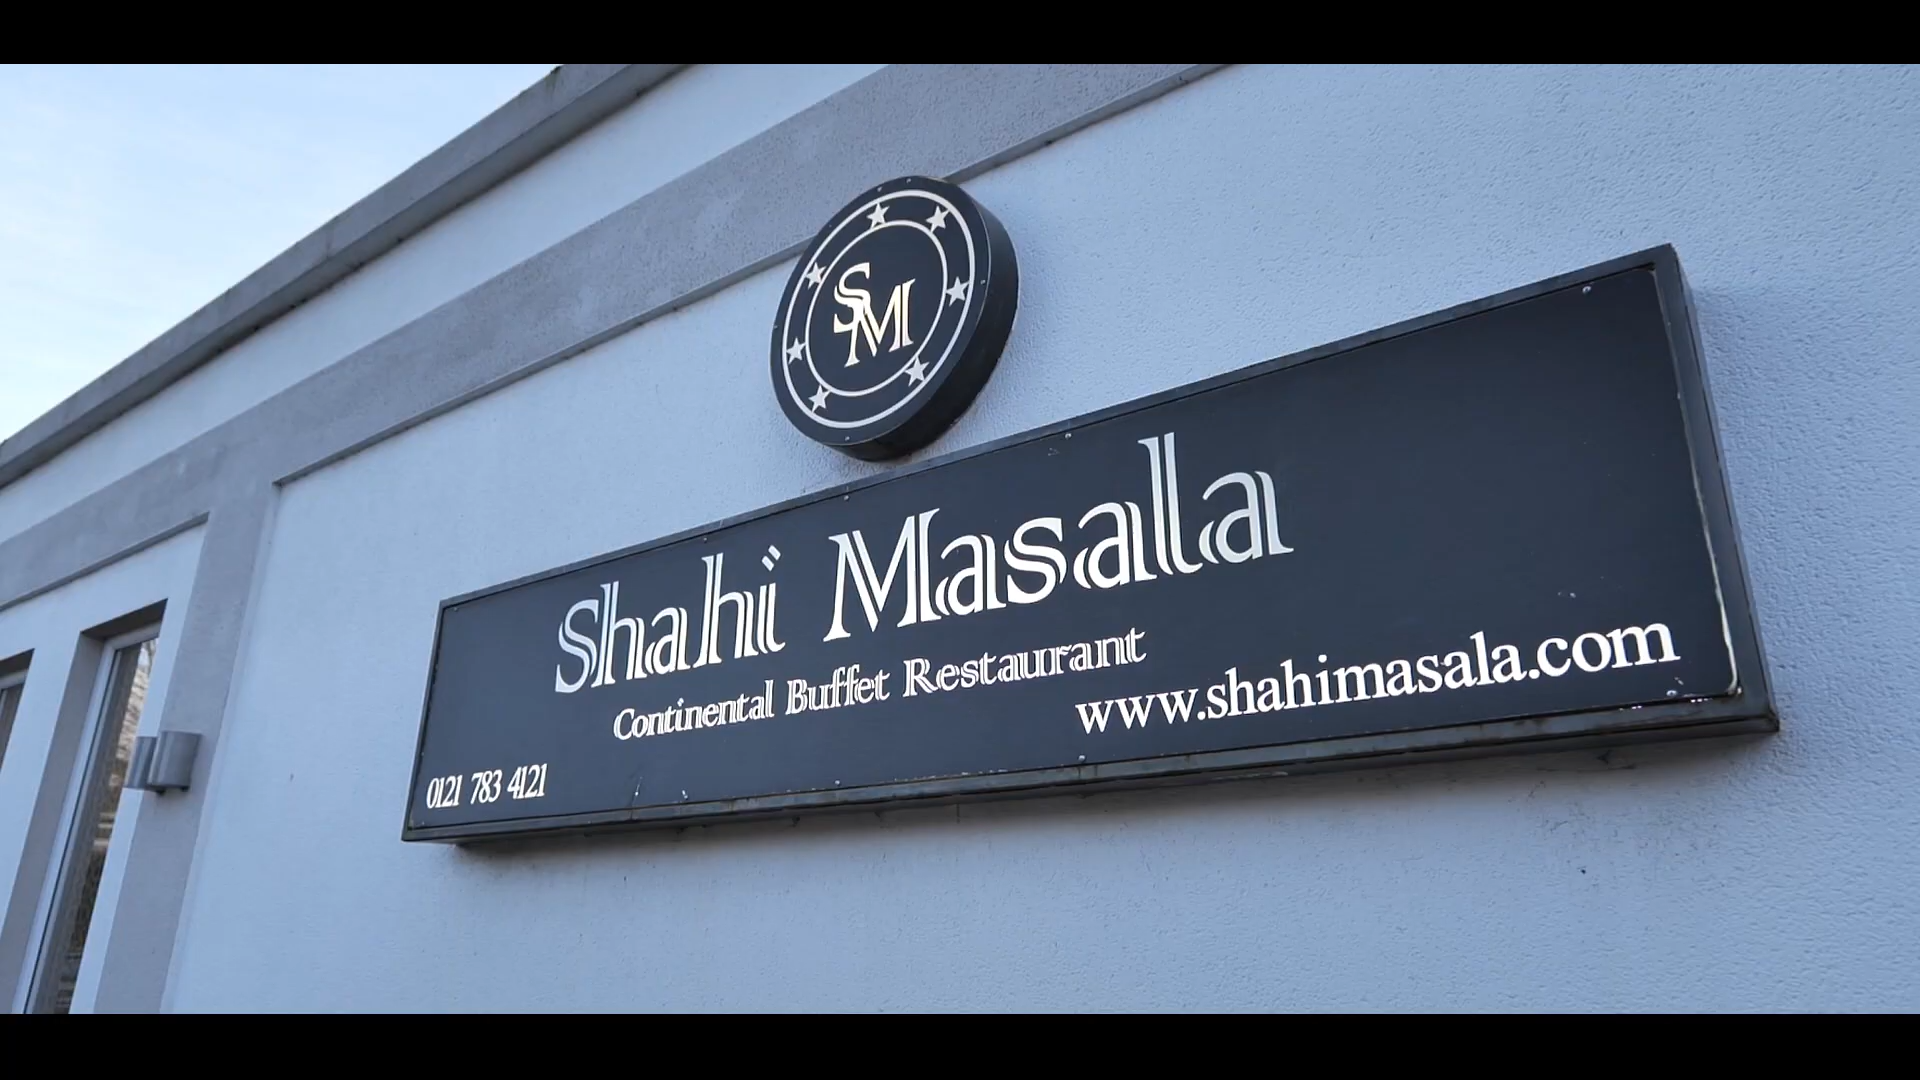 SM
Shahi Masala
Continental Buffet Restaurant
www.shahimasala.com
0121 783 4121